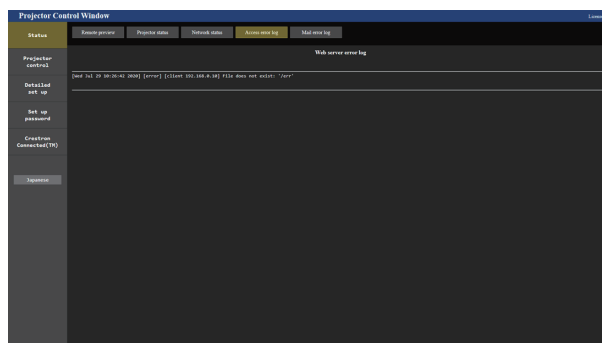 Projector Control Window
Status
Remote preview
Projector status
Network status
Access error log
Mail error log
Web server error log
Projector
control
[Wed Jul 29 10:26:42 2020] [error] [client 192.168.0.10] File does not exist: '/err'
Detailed
set up
Set up
password
Crestron
Connected(TM)
Japanese